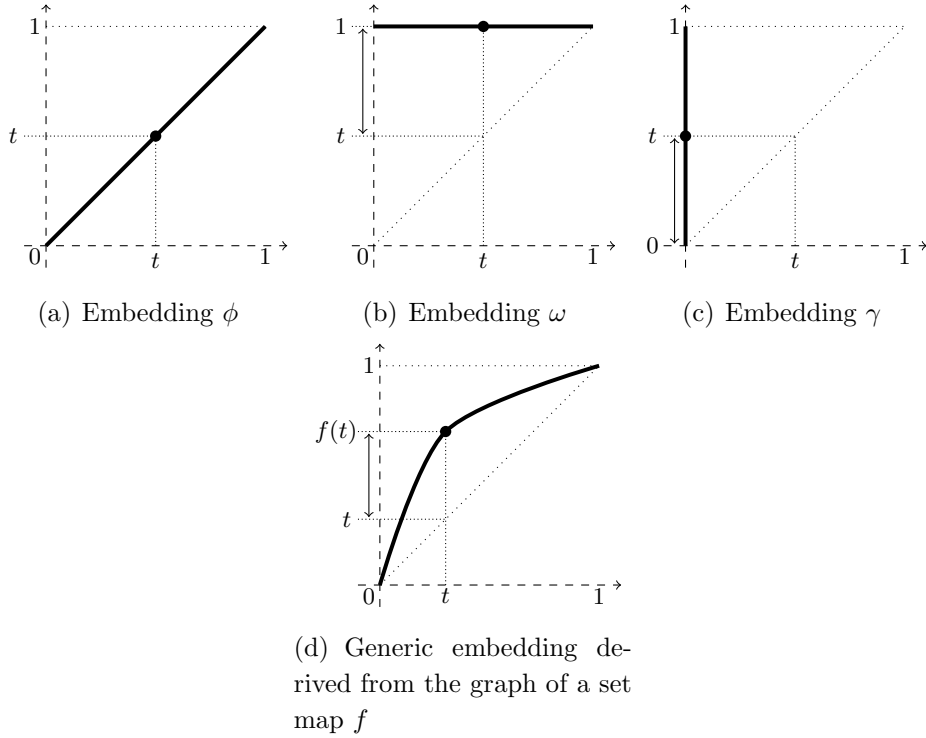 1
t
0
t
1
(a) Embedding ϕ
1
t
0
t
1
(b) Embedding ω
1
t
0
t
1
(c) Embedding γ
1
f(t)
t
0
t
1
(d) Generic embedding de-
rived from the graph of a set
map f